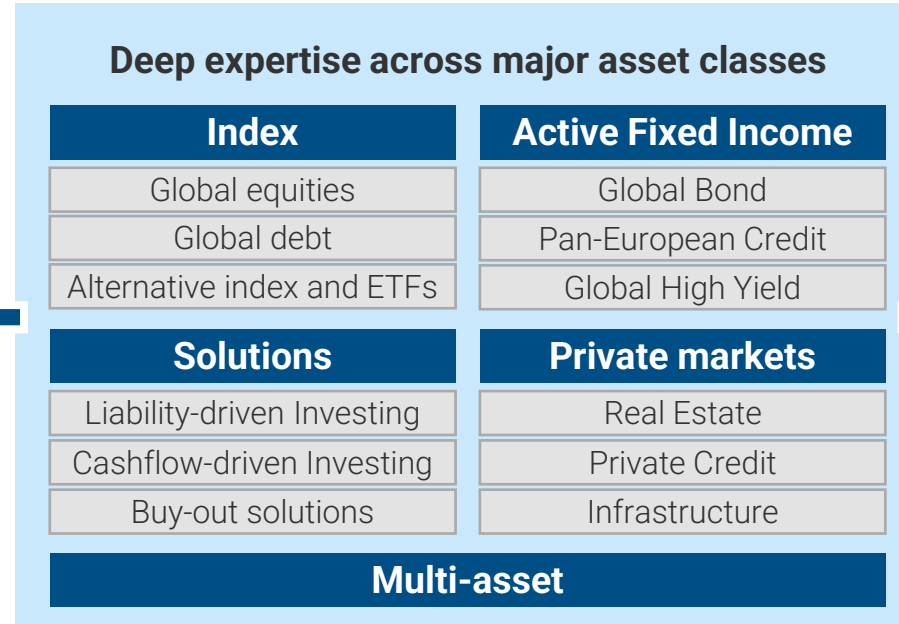 Deep expertise across major asset classes
Index
Global equities
Global debt
Alternative index and ETFs
Active Fixed Income
Global Bond
Pan-European Credit
Global High Yield
Solutions
Liability-driven Investing
Cashflow-driven Investing
Buy-out solutions
Private markets
Real Estate
Private Credit
Infrastructure
Multi-asset